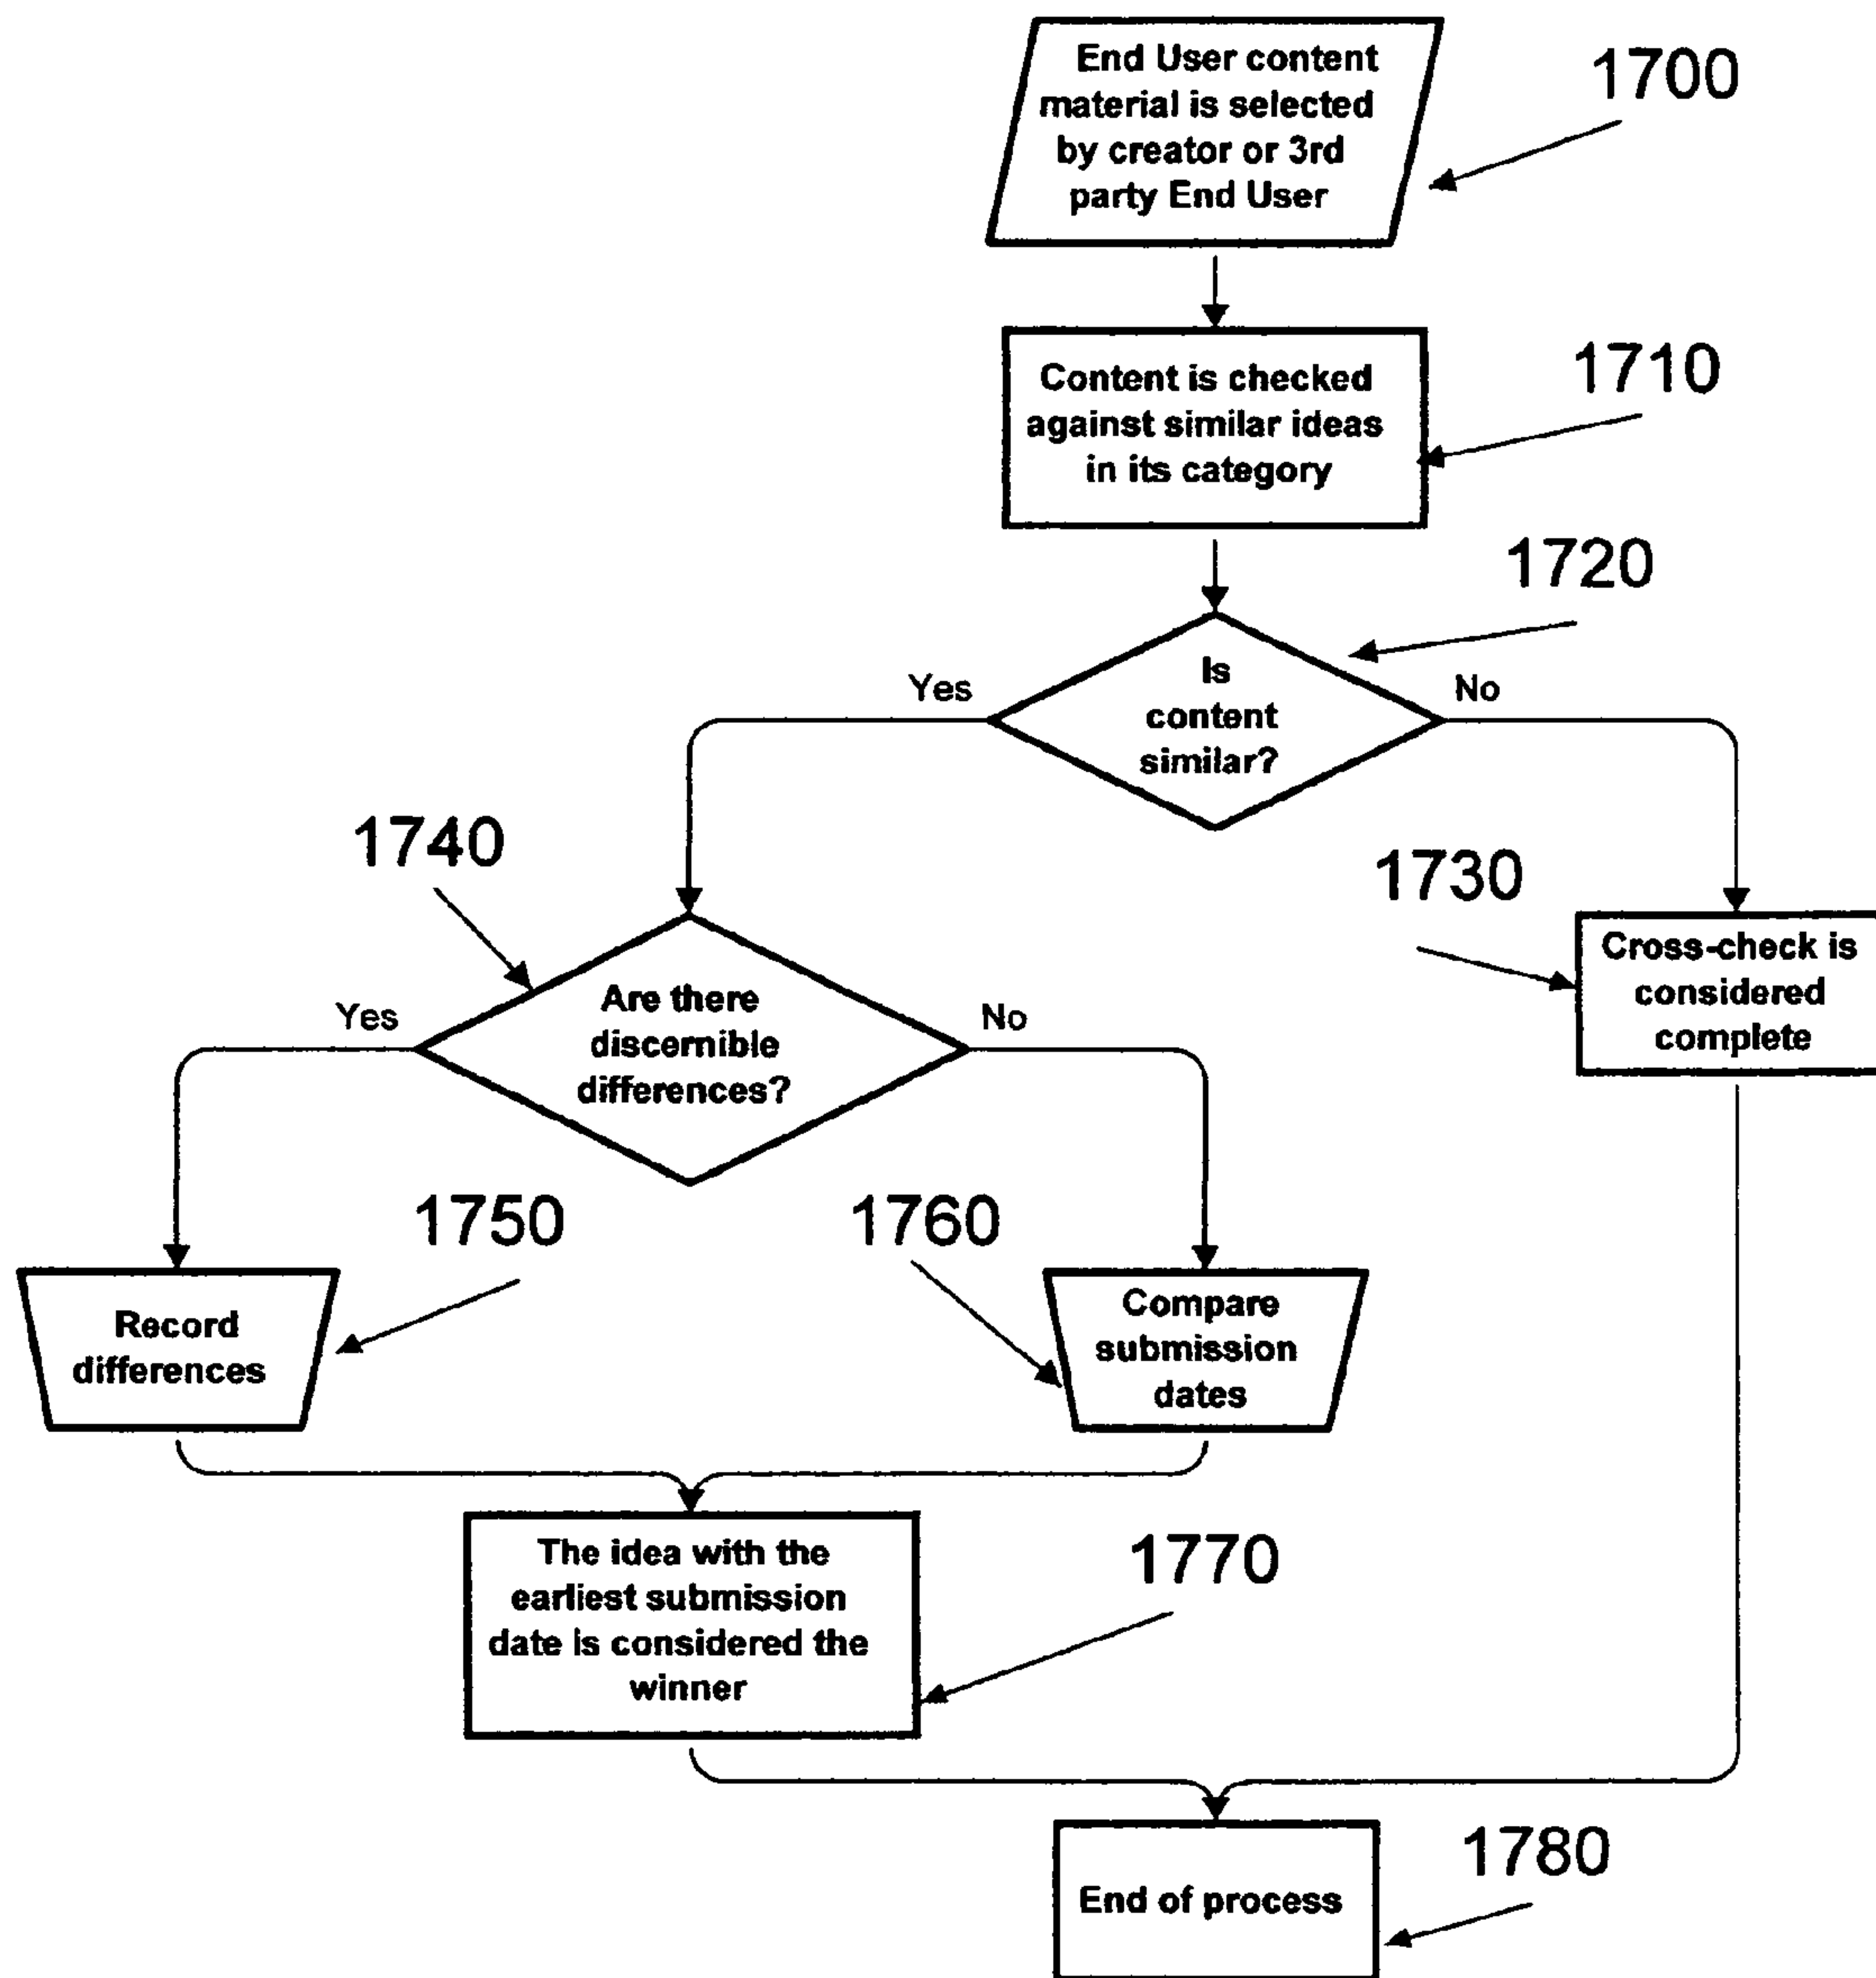 End User content
material is selected
by creator or 3rd
party End User
1700
Content is checked
against similar ideas
in its category
1710
1720
Is
content
similar?
Yes
No
1740
1730
Are there
discernible
differences?
Yes
No
Cross-check is
considered
complete
1750
1760
Record
differences
Compare
submission
dates
The idea with the
earliest submission
date is considered the
winner
1770
End of process
1780